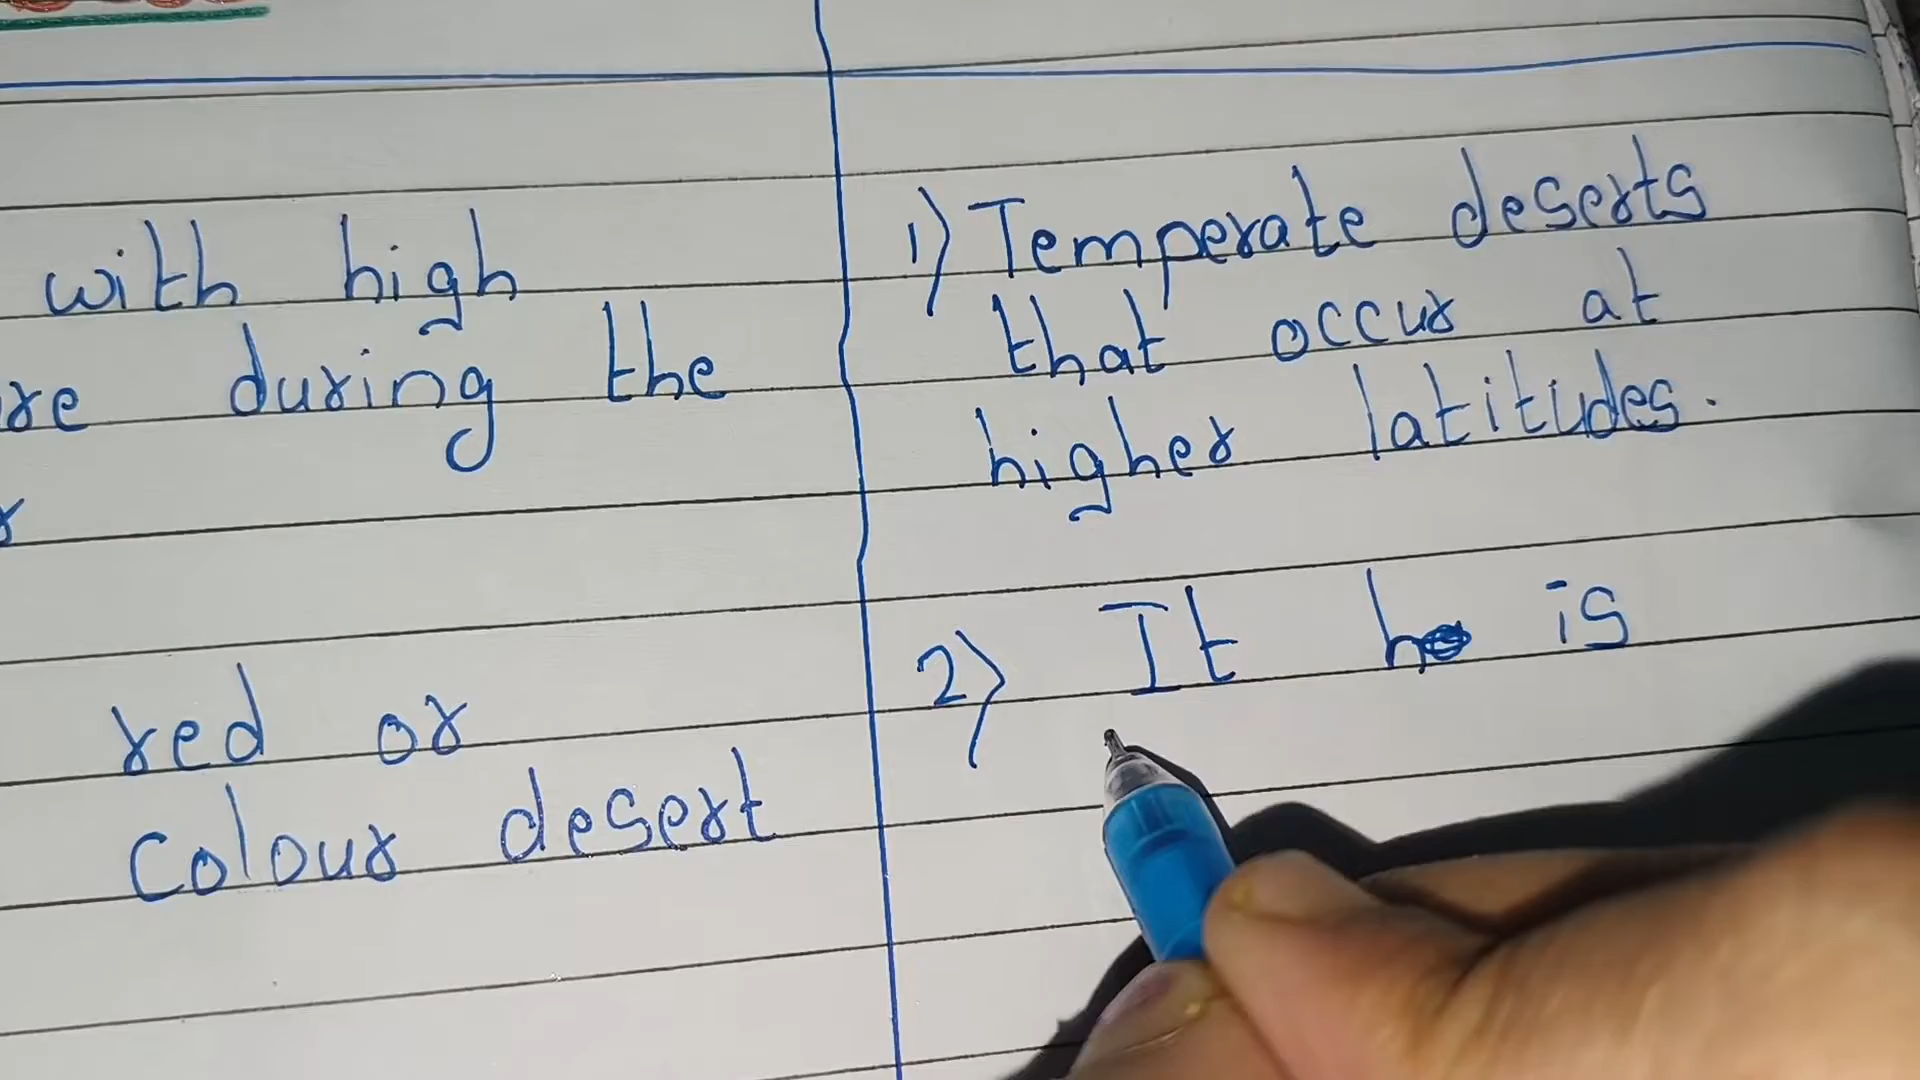 with high
during the
red or
colour desert
1) Temperate deserts
that occur at
higher latitudes.
2) It is